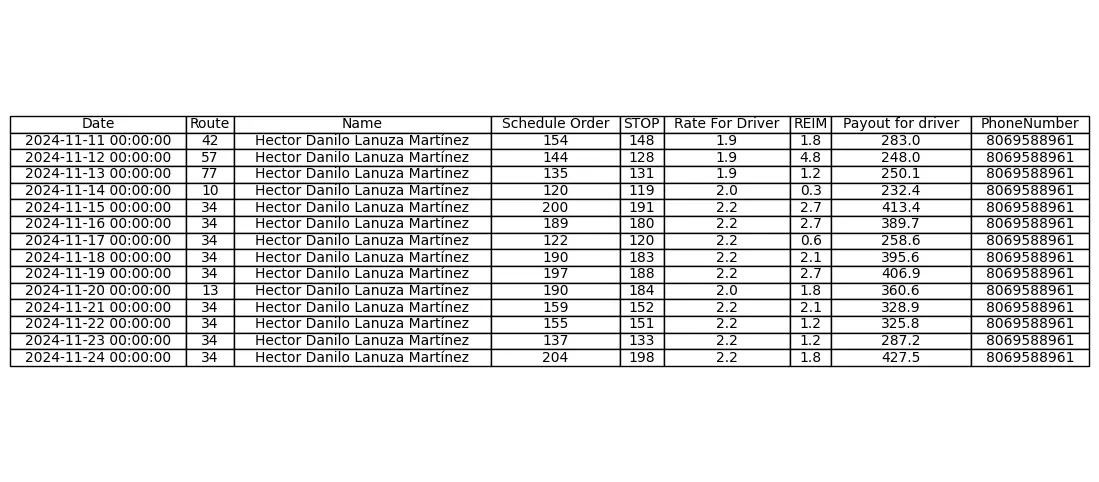 Date Route Name Schedule Order STOP Rate For Driver REIM Payout for driver PhoneNumber
2024-11-11 00:00:00 42 Hector Danilo Lanuza Martínez 154 148 1.9 1.8 283.0 8069588961
2024-11-12 00:00:00 57 Hector Danilo Lanuza Martínez 144 128 1.9 4.8 248.0 8069588961
2024-11-13 00:00:00 77 Hector Danilo Lanuza Martínez 135 131 1.9 1.2 250.1 8069588961
2024-11-14 00:00:00 10 Hector Danilo Lanuza Martínez 120 119 2.0 0.3 232.4 8069588961
2024-11-15 00:00:00 34 Hector Danilo Lanuza Martínez 200 191 2.2 2.7 413.4 8069588961
2024-11-16 00:00:00 34 Hector Danilo Lanuza Martínez 189 180 2.2 2.7 389.7 8069588961
2024-11-17 00:00:00 34 Hector Danilo Lanuza Martínez 122 120 2.2 0.6 258.6 8069588961
2024-11-18 00:00:00 34 Hector Danilo Lanuza Martínez 190 183 2.2 2.1 395.6 8069588961
2024-11-19 00:00:00 34 Hector Danilo Lanuza Martínez 197 188 2.2 2.7 406.9 8069588961
2024-11-20 00:00:00 13 Hector Danilo Lanuza Martínez 190 184 2.0 1.8 360.6 8069588961
2024-11-21 00:00:00 34 Hector Danilo Lanuza Martínez 159 152 2.2 2.1 328.9 8069588961
2024-11-22 00:00:00 34 Hector Danilo Lanuza Martínez 155 151 2.2 1.2 325.8 8069588961
2024-11-23 00:00:00 34 Hector Danilo Lanuza Martínez 137 133 2.2 1.2 287.2 8069588961
2024-11-24 00:00:00 34 Hector Danilo Lanuza Martínez 204 198 2.2 1.8 427.5 8069588961